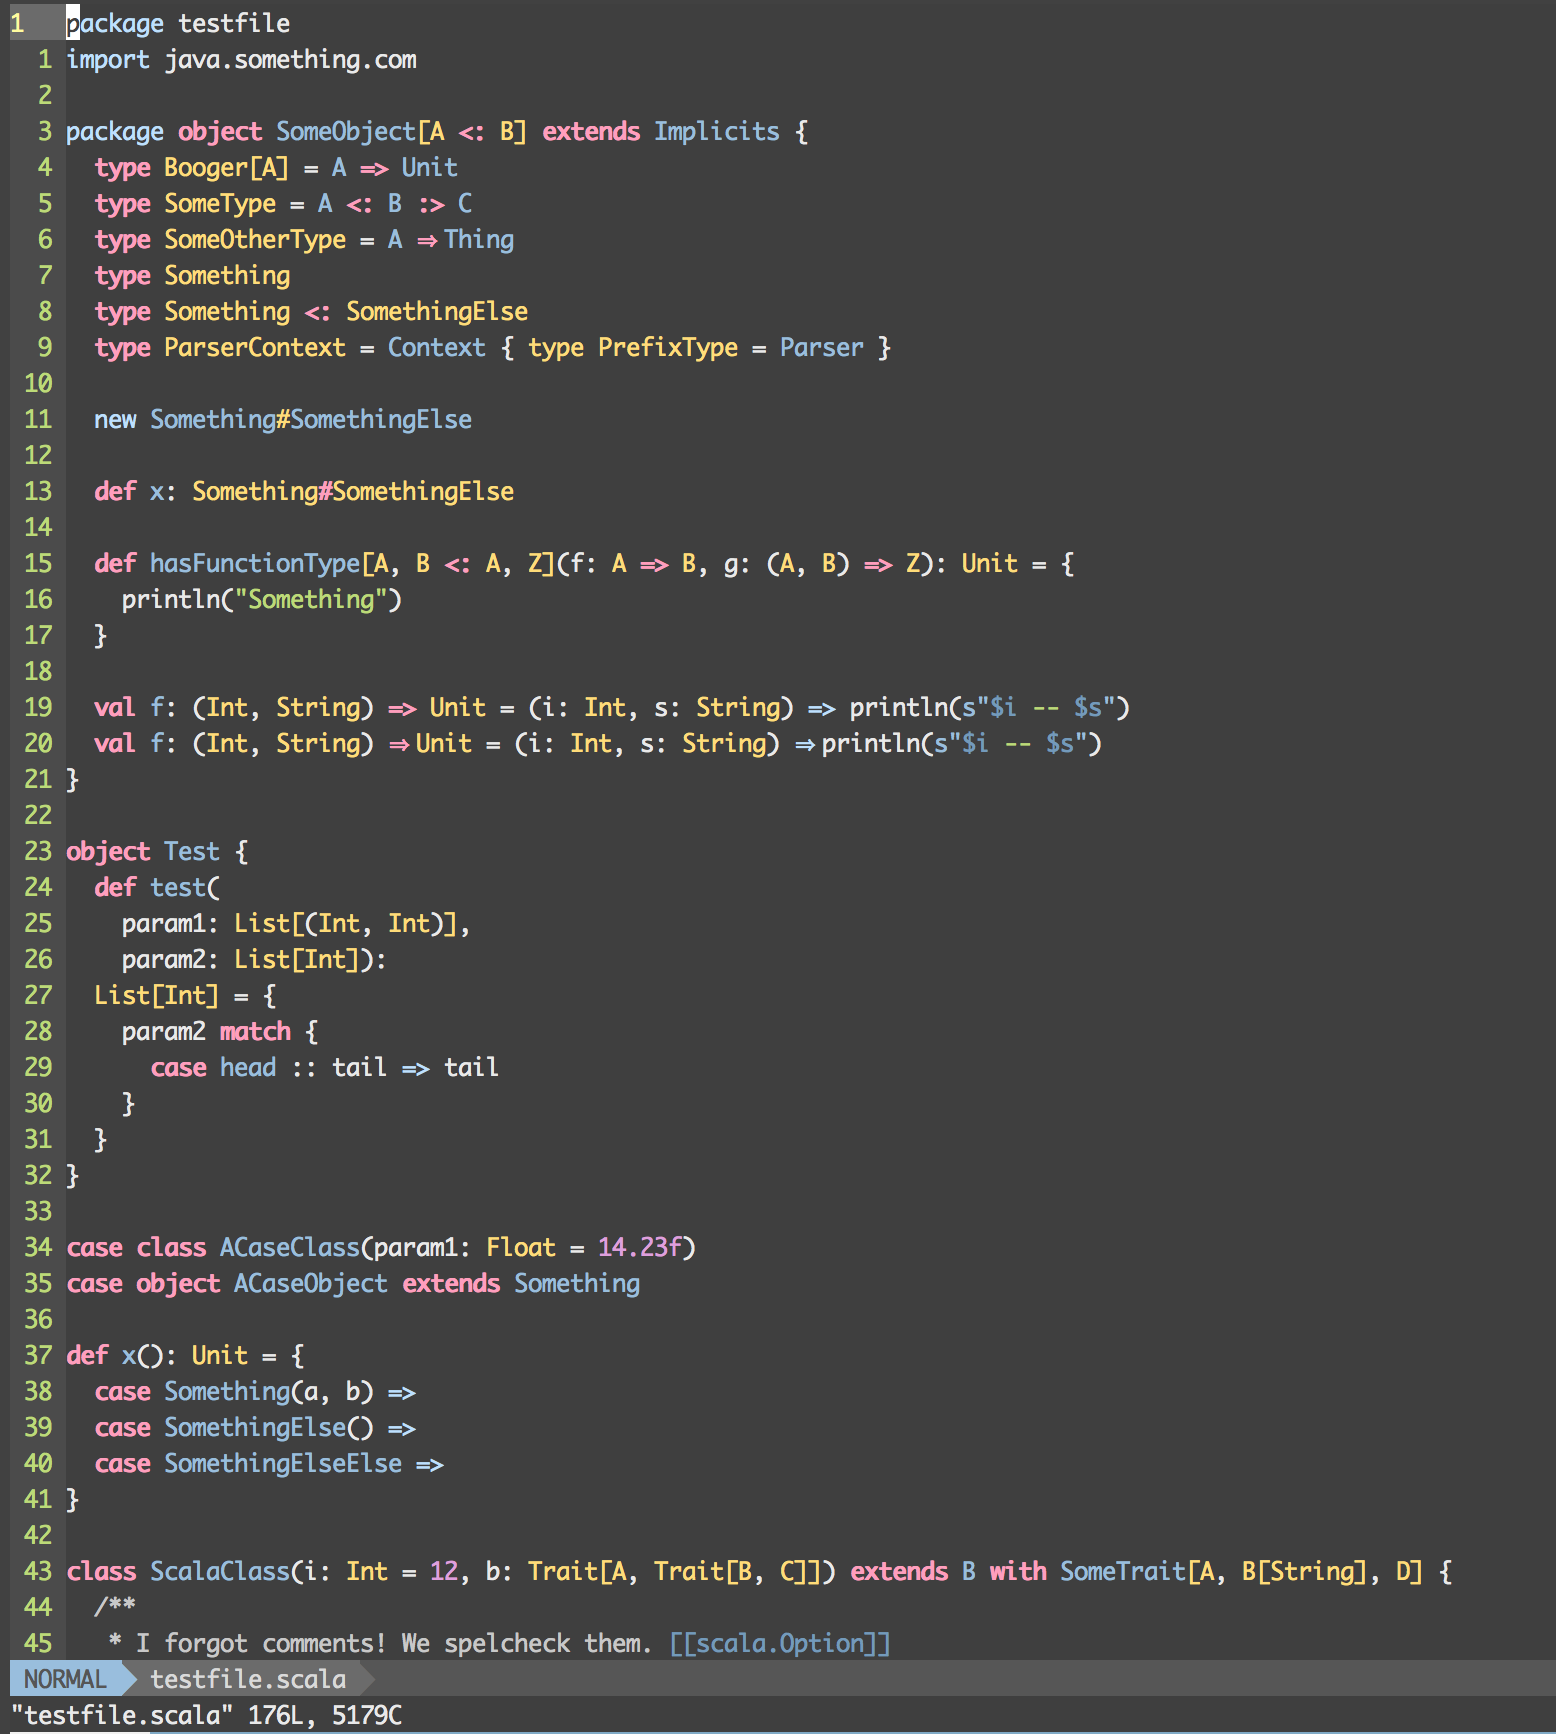 1   package testfile
  1 import java.something.com
  2
  3 package object SomeObject[A <: B] extends Implicits {
  4   type Booger[A] = A => Unit
  5   type SomeType = A <: B :> C
  6   type SomeOtherType = A ⇒ Thing
  7   type Something
  8   type Something <: SomethingElse
  9   type ParserContext = Context { type PrefixType = Parser }
 10
 11   new Something#SomethingElse
 12
 13   def x: Something#SomethingElse
 14
 15   def hasFunctionType[A, B <: A, Z](f: A => B, g: (A, B) => Z): Unit = {
 16     println("Something")
 17   }
 18
 19   val f: (Int, String) => Unit = (i: Int, s: String) => println(s"$i -- $s")
 20   val f: (Int, String) ⇒ Unit = (i: Int, s: String) ⇒ println(s"$i -- $s")
 21 }
 22
 23 object Test {
 24   def test(
 25     param1: List[(Int, Int)],
 26     param2: List[Int]):
 27   List[Int] = {
 28     param2 match {
 29       case head :: tail => tail
 30     }
 31   }
 32 }
 33
 34 case class ACaseClass(param1: Float = 14.23f)
 35 case object ACaseObject extends Something
 36
 37 def x(): Unit = {
 38   case Something(a, b) =>
 39   case SomethingElse() =>
 40   case SomethingElseElse =>
 41 }
 42
 43 class ScalaClass(i: Int = 12, b: Trait[A, Trait[B, C]]) extends B with SomeTrait[A, B[String], D] {
 44   /**
 45    * I forgot comments! We spelcheck them. [[scala.Option]]
NORMAL testfile.scala
"testfile.scala" 176L, 5179C